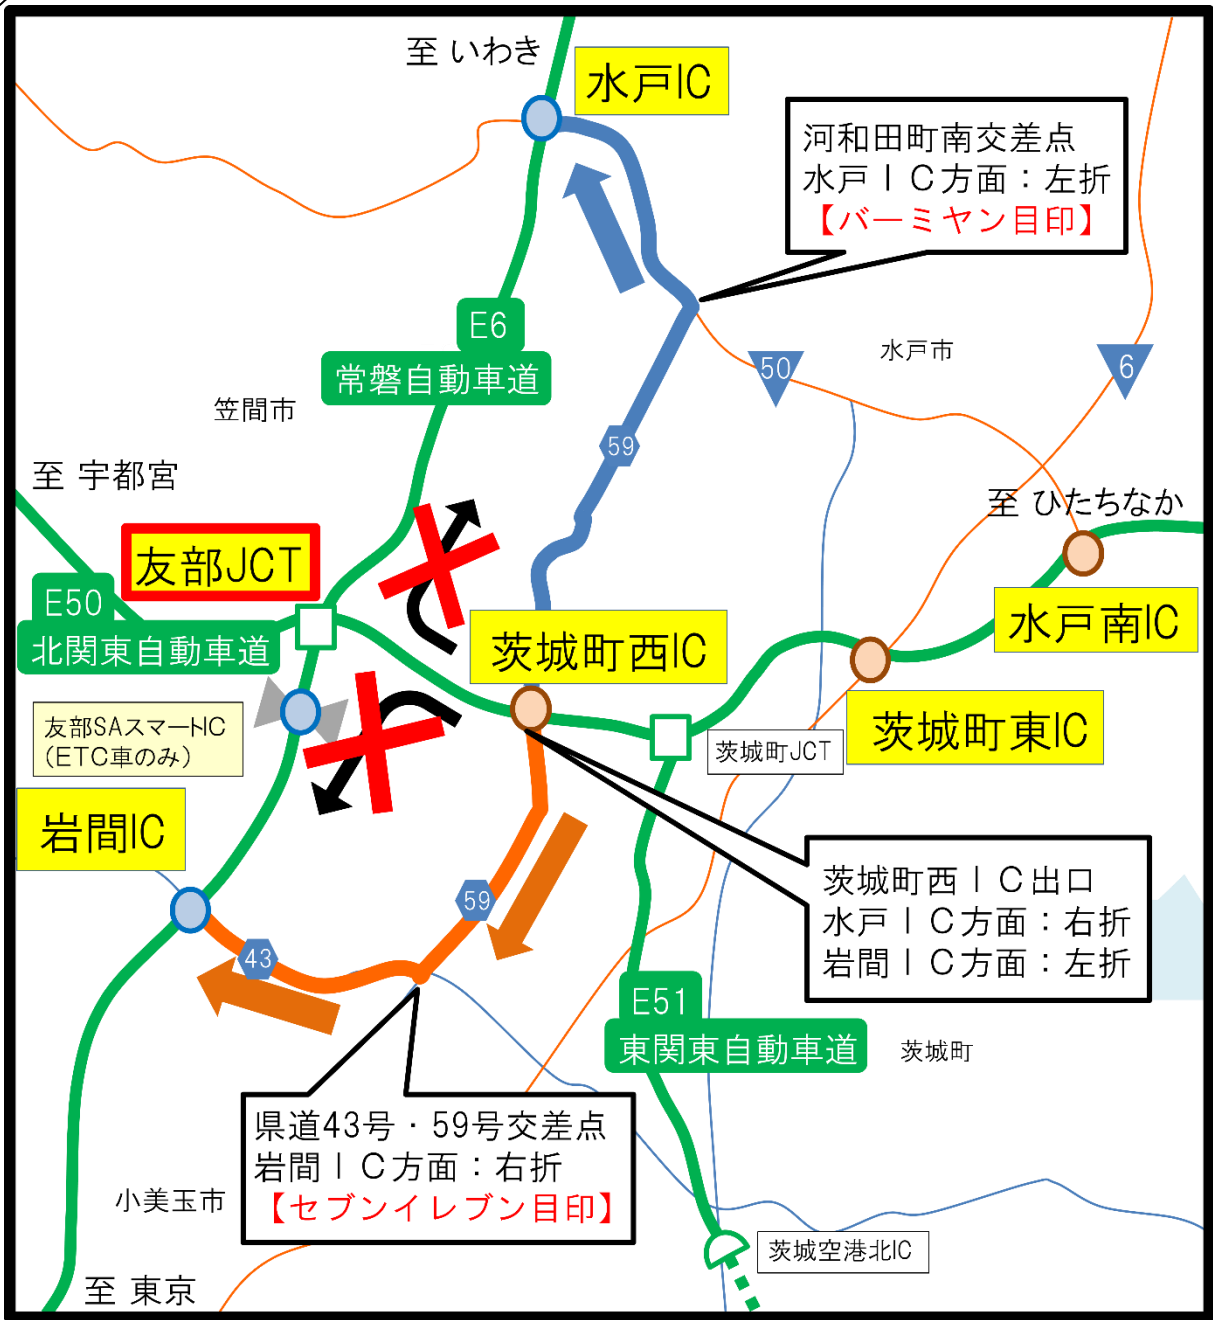 至 いわき
水戸IC
河和田町南交差点
水戸ＩＣ方面：左折
【バーミヤン目印】
E6
常磐自動車道
水戸市
50
6
笠間市
59
至 宇都宮
至 ひたちなか
友部JCT
E50
北関東自動車道
茨城町西IC
水戸南IC
友部SAスマートIC
（ETC車のみ）
茨城町JCT
茨城町東IC
岩間IC
茨城町西ＩＣ出口
水戸ＩＣ方面：右折
岩間ＩＣ方面：左折
59
43
E51
東関東自動車道
茨城町
県道43号・59号交差点
岩間ＩＣ方面：右折
【セブンイレブン目印】
小美玉市
茨城空港北IC
至 東京